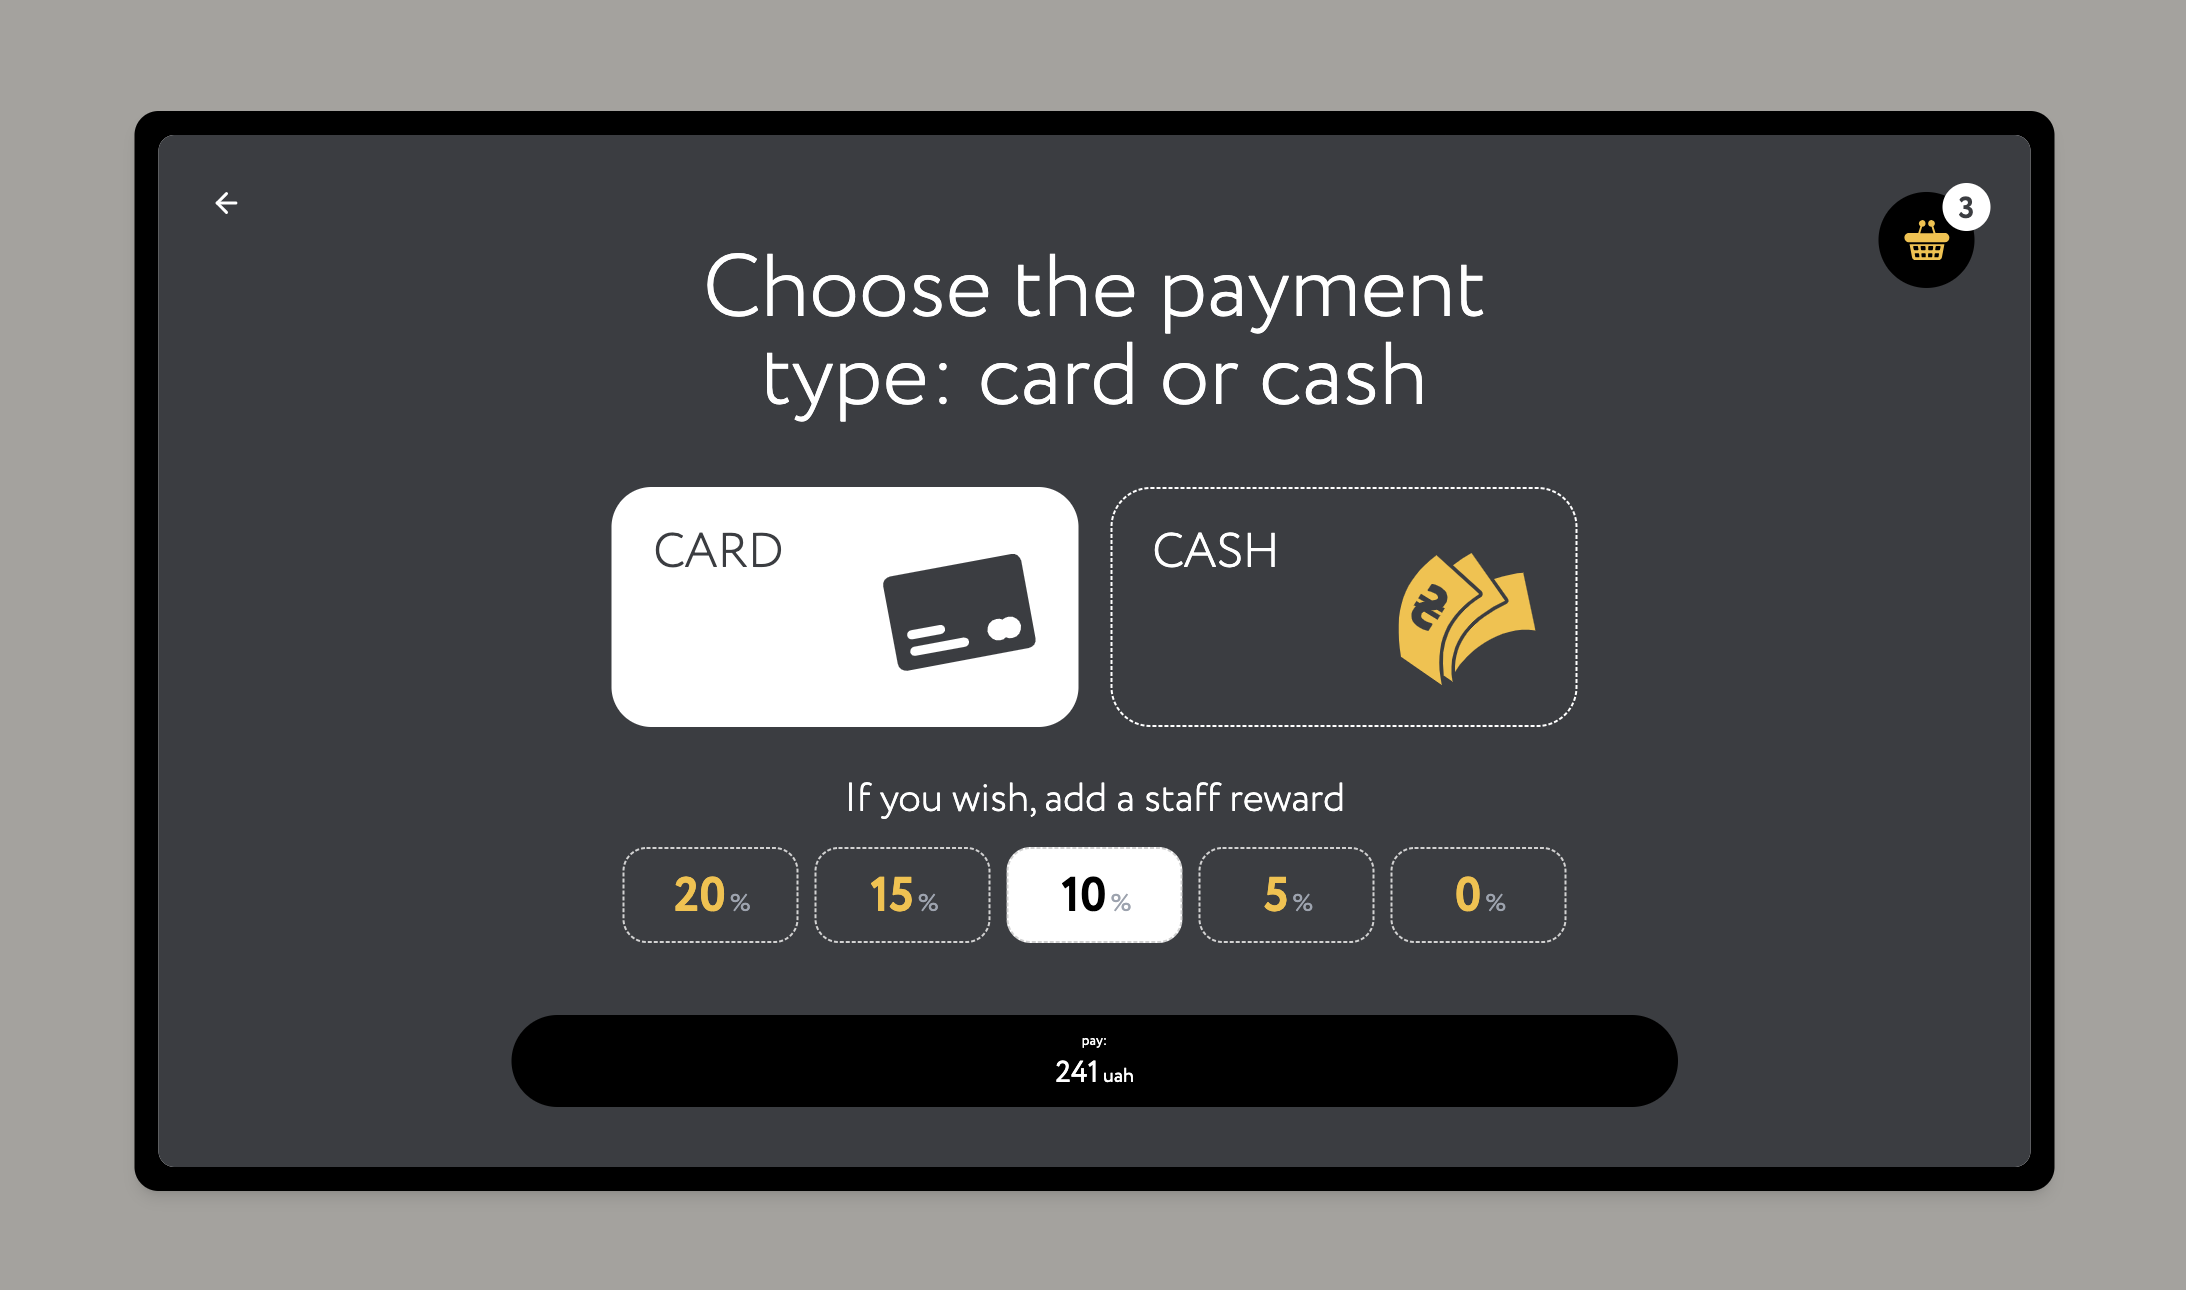 3
Choose the payment
type: card or cash
CARD
CASH
₴
If you wish, add a staff reward
20 %
15 %
10 %
5 %
0 %
pay:
241 uah